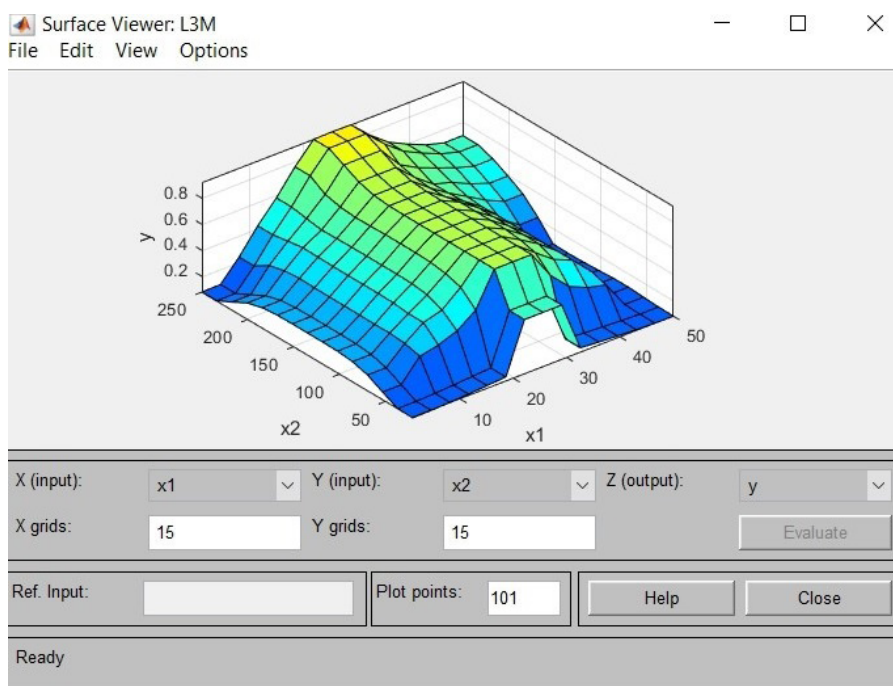 Surface Viewer: L3M
File Edit View Options
0.8
0.6
0.4
0.2
y
250
200
150
100
50
x2
10
20
30
40
50
x1
X (input): x1 Y (input): x2 Z (output): y
X grids: 15 Y grids: 15 Evaluate
Ref. Input: Plot points: 101 Help Close
Ready